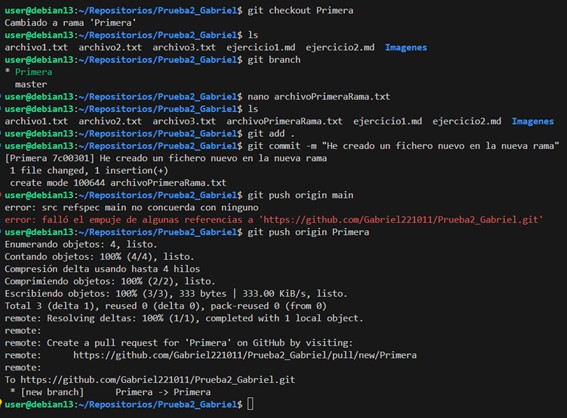 user@debian13:~/Repositorios/Prueba2_Gabriel$ git checkout Primera
Cambiado a rama 'Primera'
user@debian13:~/Repositorios/Prueba2_Gabriel$ ls
archivo1.txt  archivo2.txt  archivo3.txt  ejercicio1.md  ejercicio2.md  Imagenes
user@debian13:~/Repositorios/Prueba2_Gabriel$ git branch
* Primera
  master
user@debian13:~/Repositorios/Prueba2_Gabriel$ nano archivoPrimeraRama.txt
user@debian13:~/Repositorios/Prueba2_Gabriel$ ls
archivo1.txt  archivo2.txt  archivo3.txt  archivoPrimeraRama.txt  ejercicio1.md  ejercicio2.md  Imagenes
user@debian13:~/Repositorios/Prueba2_Gabriel$ git add .
user@debian13:~/Repositorios/Prueba2_Gabriel$ git commit -m "He creado un fichero nuevo en la nueva rama"
[Primera 7c00301] He creado un fichero nuevo en la nueva rama
 1 file changed, 1 insertion(+)
 create mode 100644 archivoPrimeraRama.txt
user@debian13:~/Repositorios/Prueba2_Gabriel$ git push origin main
error: src refspec main no concuerda con ninguno
error: falló el empuje de algunas referencias a 'https://github.com/Gabriel221011/Prueba2_Gabriel.git'
user@debian13:~/Repositorios/Prueba2_Gabriel$ git push origin Primera
Enumerando objetos: 4, listo.
Contando objetos: 100% (4/4), listo.
Compresión delta usando hasta 4 hilos
Comprimiendo objetos: 100% (2/2), listo.
Escribiendo objetos: 100% (3/3), 333 bytes | 333.00 KiB/s, listo.
Total 3 (delta 1), reused 0 (delta 0), pack-reused 0 (from 0)
remote: Resolving deltas: 100% (1/1), completed with 1 local object.
remote:
remote: Create a pull request for 'Primera' on GitHub by visiting:
remote:      https://github.com/Gabriel221011/Prueba2_Gabriel/pull/new/Primera
remote:
To https://github.com/Gabriel221011/Prueba2_Gabriel.git
 * [new branch]      Primera -> Primera
user@debian13:~/Repositorios/Prueba2_Gabriel$